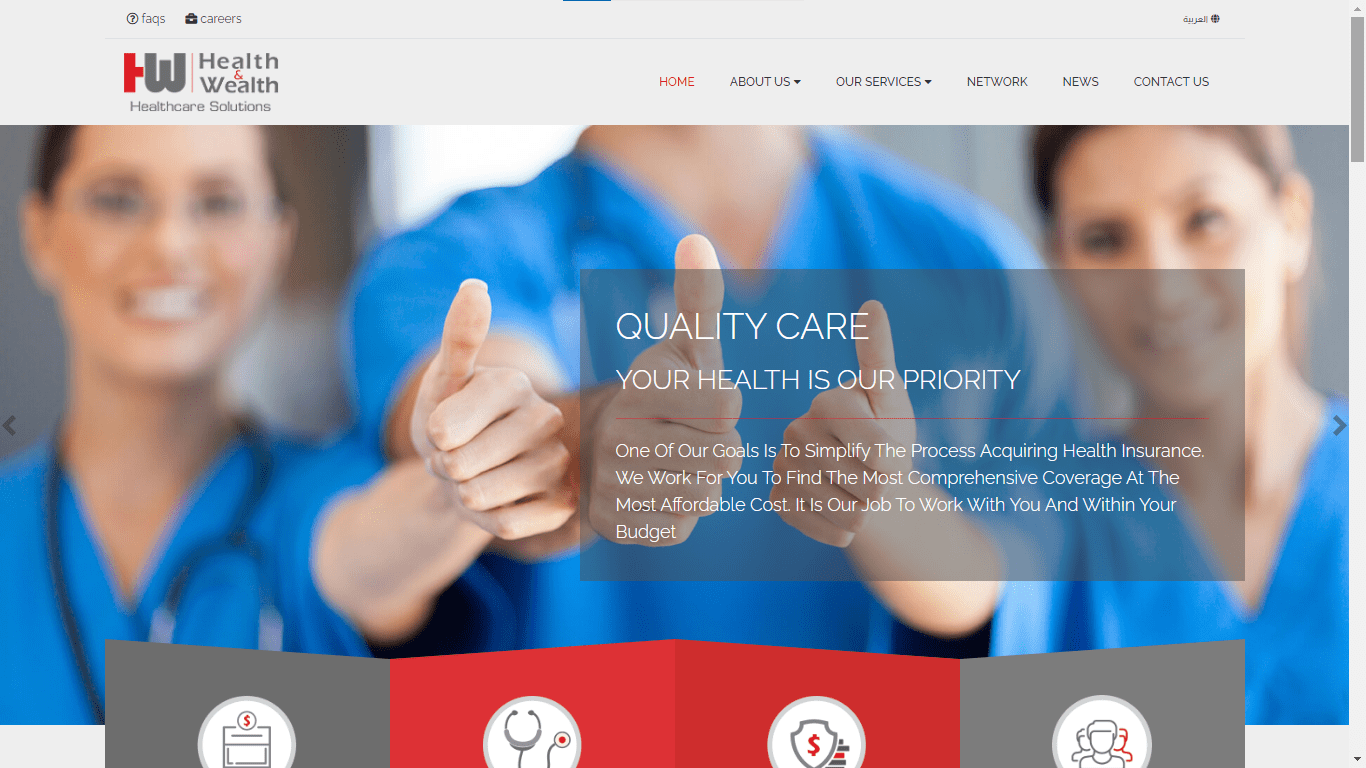 faqs
careers
العربية
HW Health
&
Wealth
Healthcare Solutions
HOME
ABOUT US
OUR SERVICES
NETWORK
NEWS
CONTACT US
QUALITY CARE
YOUR HEALTH IS OUR PRIORITY
One Of Our Goals Is To Simplify The Process Acquiring Health Insurance.
We Work For You To Find The Most Comprehensive Coverage At The
Most Affordable Cost. It Is Our Job To Work With You And Within Your
Budget
$
$